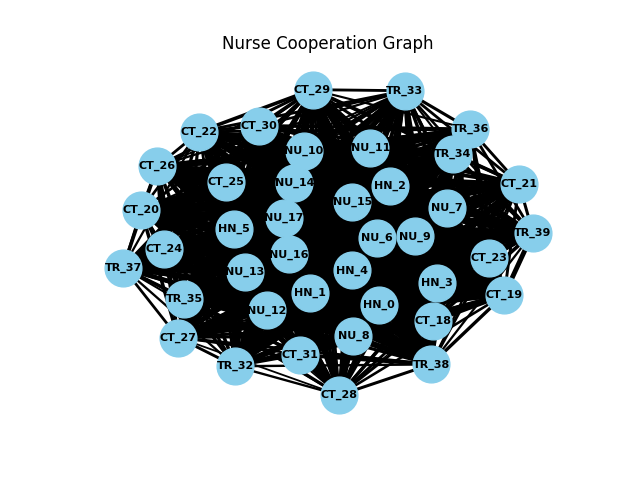 Nurse Cooperation Graph
CT_29
TR_33
CT_30
TR_36
CT_22
NU_11
NU_10
TR_34
CT_26
CT_25
NU_14
HN_2
CT_21
NU_15
NU_7
CT_20
NU_17
HN_5
TR_39
NU_6
NU_9
CT_24
NU_16
CT_23
TR_37
HN_4
NU_13
HN_3
HN_1
CT_19
TR_35
HN_0
NU_12
CT_18
CT_27
NU_8
CT_31
TR_38
TR_32
CT_28